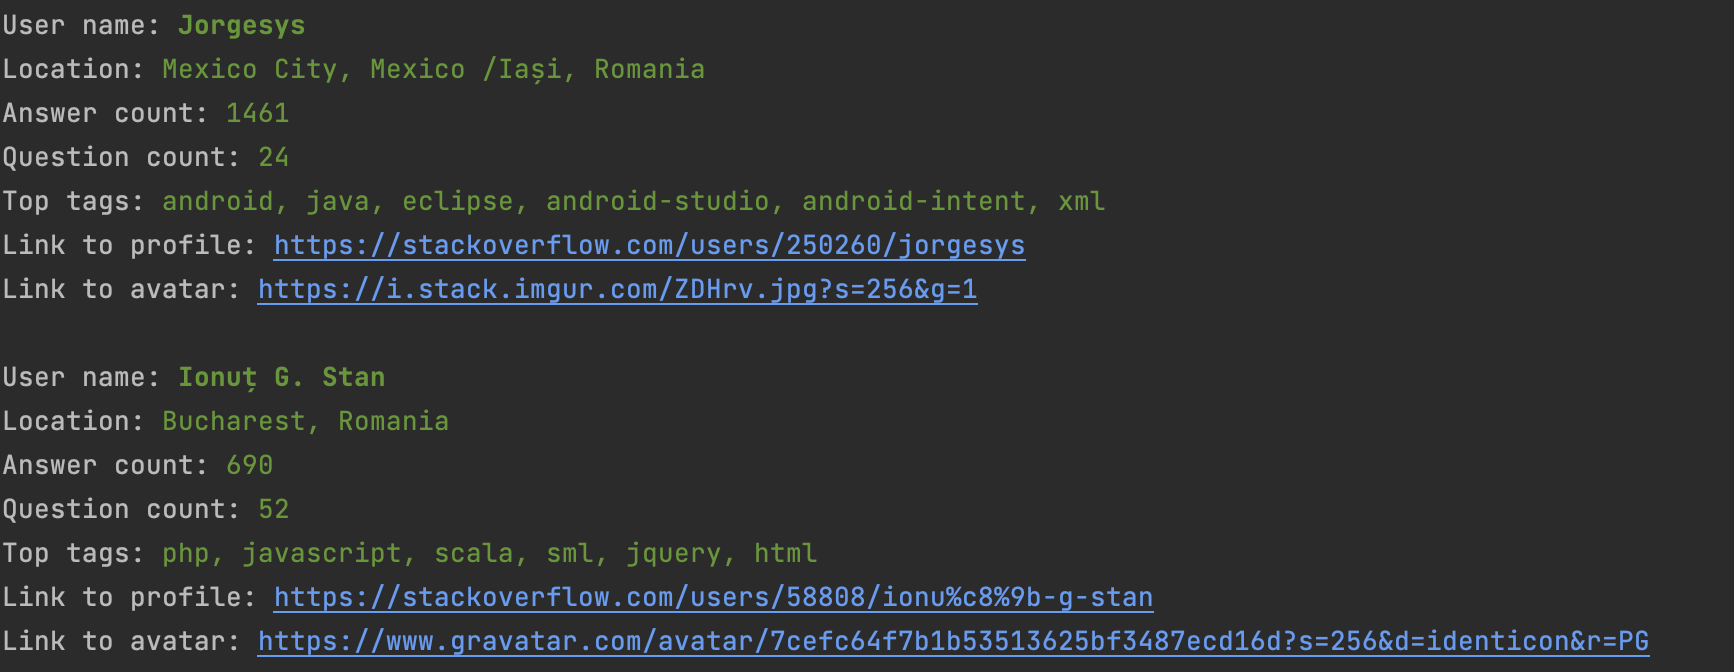 User name: Jorgesys
Location: Mexico City, Mexico /Iași, Romania
Answer count: 1461
Question count: 24
Top tags: android, java, eclipse, android-studio, android-intent, xml
Link to profile: https://stackoverflow.com/users/250260/jorgesys
Link to avatar: https://i.stack.imgur.com/ZDHrv.jpg?s=256&g=1
User name: Ionuț G. Stan
Location: Bucharest, Romania
Answer count: 690
Question count: 52
Top tags: php, javascript, scala, sml, jquery, html
Link to profile: https://stackoverflow.com/users/58808/ionu%c8%9b-g-stan
Link to avatar: https://www.gravatar.com/avatar/7cefc64f7b1b53513625bf3487ecd16d?s=256&d=identicon&r=PG